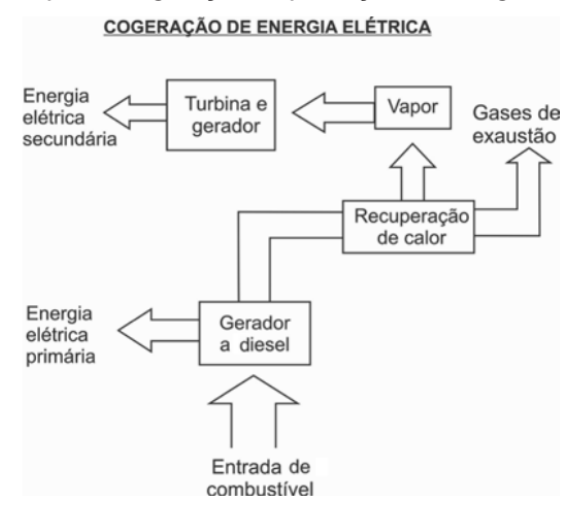 COGERAÇÃO DE ENERGIA ELÉTRICA
Energia
elétrica
secundária
Turbina e
gerador
Vapor
Gases de
exaustão
Recuperação
de calor
Energia
elétrica
primária
Gerador
a diesel
Entrada de
combustível